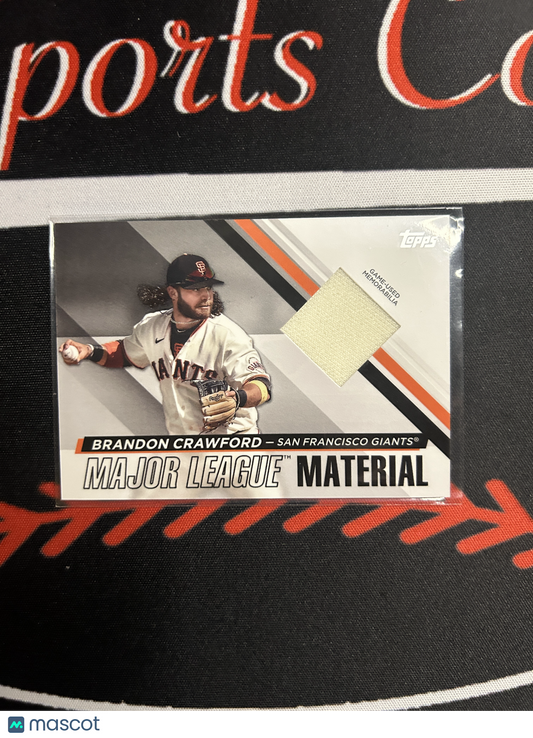 ports Co
Topps
GAME-USED
MEMORABILIA
GIANTS
BRANDON CRAWFORD – SAN FRANCISCO GIANTS®
MAJOR LEAGUE™ MATERIAL
mascot